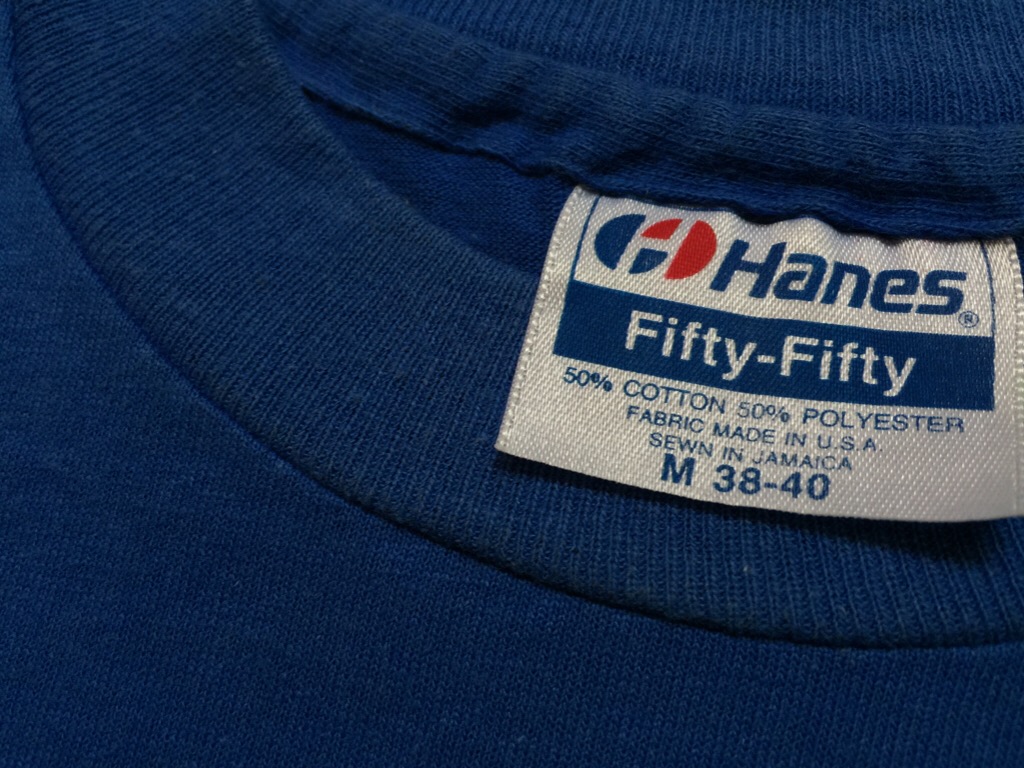 Hanes®
Fifty-Fifty
50% COTTON 50% POLYESTER
FABRIC MADE IN U.S.A.
SEWN IN JAMAICA
M 38-40